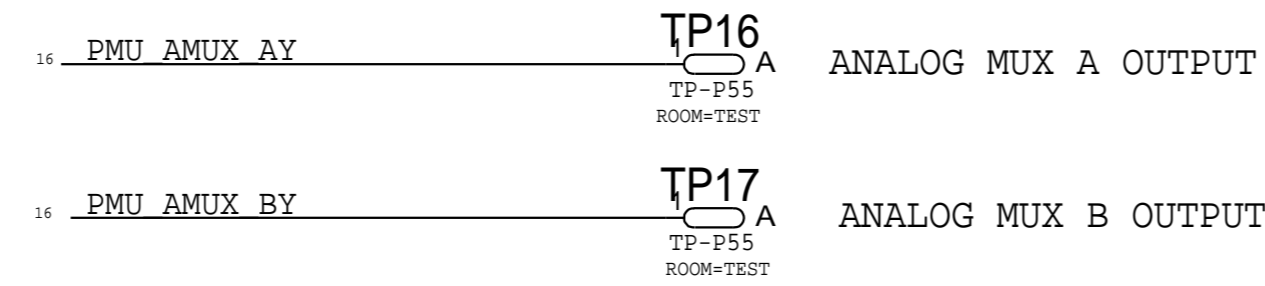 TP16
16 PMU_AMUX_AY 1 A ANALOG MUX A OUTPUT
TP-P55
ROOM=TEST
TP17
16 PMU_AMUX_BY 1 A ANALOG MUX B OUTPUT
TP-P55
ROOM=TEST